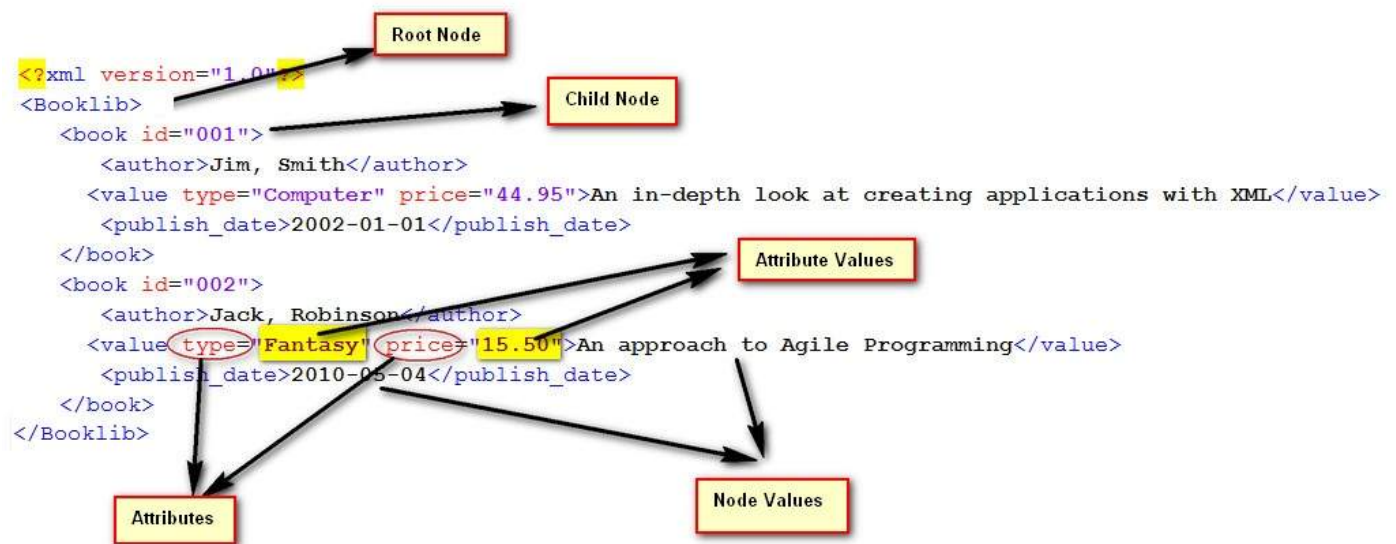 Root Node
<?xml version="1.0"?>
<Booklib>
Child Node
<book id="001">
<author>Jim, Smith</author>
<value type="Computer" price="44.95">An in-depth look at creating applications with XML</value>
<publish_date>2002-01-01</publish_date>
</book>
Attribute Values
<book id="002">
<author>Jack, Robinson</author>
<value type="Fantasy" price="15.50">An approach to Agile Programming</value>
<publish_date>2010-05-04</publish_date>
</book>
</Booklib>
Node Values
Attributes